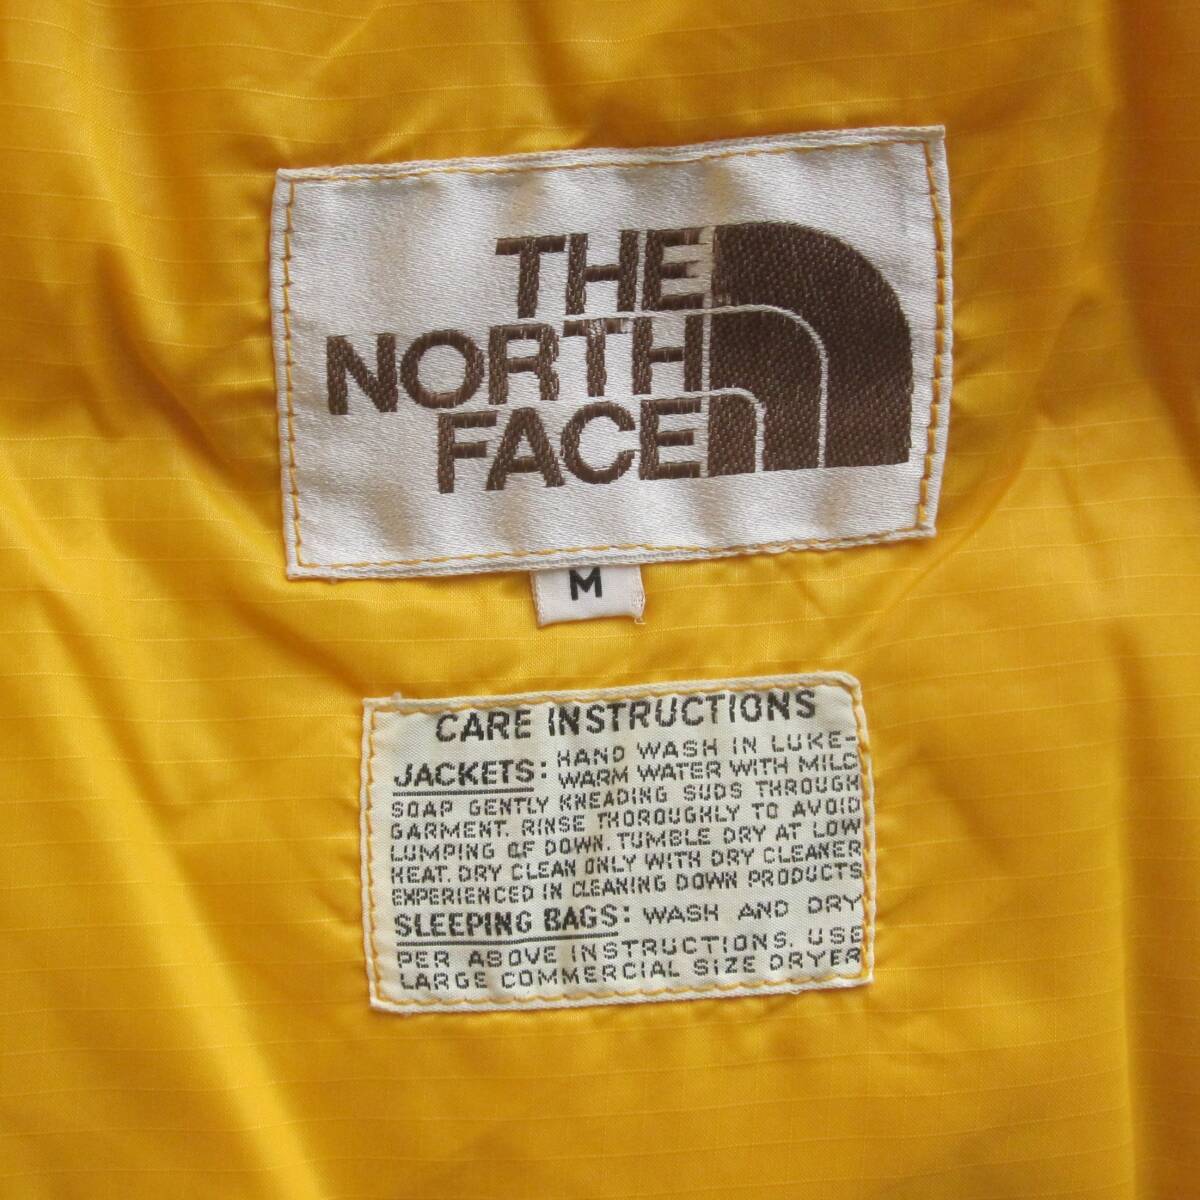 THE
NORTH
FACE
M
CARE INSTRUCTIONS
JACKETS: HAND WASH IN LUKE-
WARM WATER WITH MILD
SOAP GENTLY KNEADING SUDS THROUGH
GARMENT. RINSE THOROUGHLY TO AVOID
LUMPING OF DOWN. TUMBLE DRY AT LOW
HEAT. DRY CLEAN ONLY WITH DRY CLEANER
EXPERIENCED IN CLEANING DOWN PRODUCTS
SLEEPING BAGS: WASH AND DRY
PER ABOVE INSTRUCTIONS. USE
LARGE COMMERCIAL SIZE DRYER